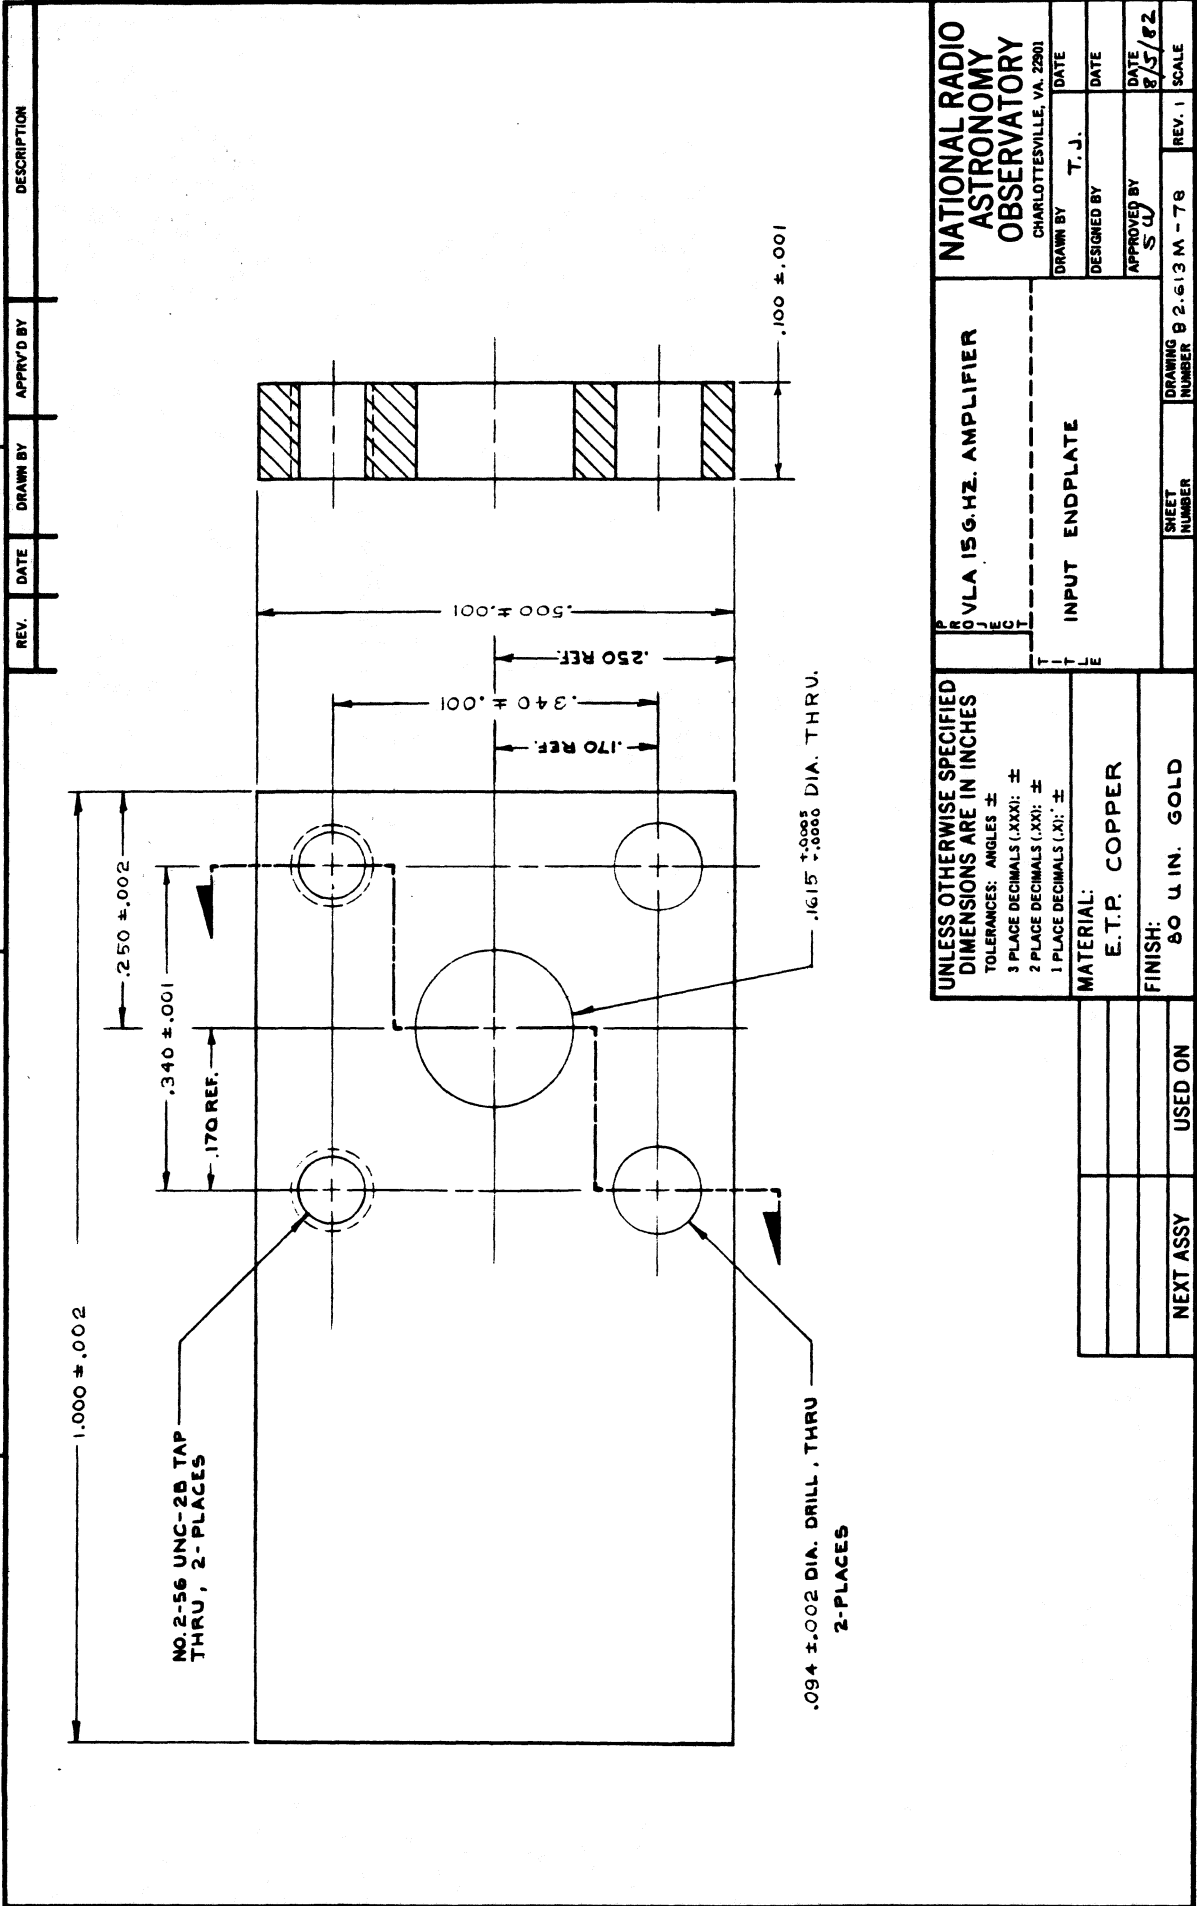 REV.
DATE
DRAWN BY
APPRV'D BY
DESCRIPTION
1.000 ±.002
.250 ±.002
.340 ±.001
.170 REF.
NO. 2-56 UNC-2B TAP
THRU, 2-PLACES
.170 REF.
.340 ±.001
.250 REF.
.500 ±.001
.100 ±.001
.1615 +.0005 -.0000 DIA. THRU.
.094 ±.002 DIA. DRILL, THRU
2-PLACES
NEXT ASSY
USED ON
UNLESS OTHERWISE SPECIFIED
DIMENSIONS ARE IN INCHES
TOLERANCES: ANGLES ±
3 PLACE DECIMALS (.XXX): ±
2 PLACE DECIMALS (.XX): ±
1 PLACE DECIMALS (.X): ±
MATERIAL:
E.T.P. COPPER
FINISH:
80 U IN. GOLD
PROJECT
VLA 15 G.HZ. AMPLIFIER
TITLE
INPUT ENDPLATE
NATIONAL RADIO
ASTRONOMY
OBSERVATORY
CHARLOTTESVILLE, VA. 22901
DRAWN BY T.J.
DATE
DESIGNED BY
DATE
APPROVED BY SW
DATE 8/5/82
SHEET NUMBER
DRAWING NUMBER B 2.613 M-78
REV. 1
SCALE